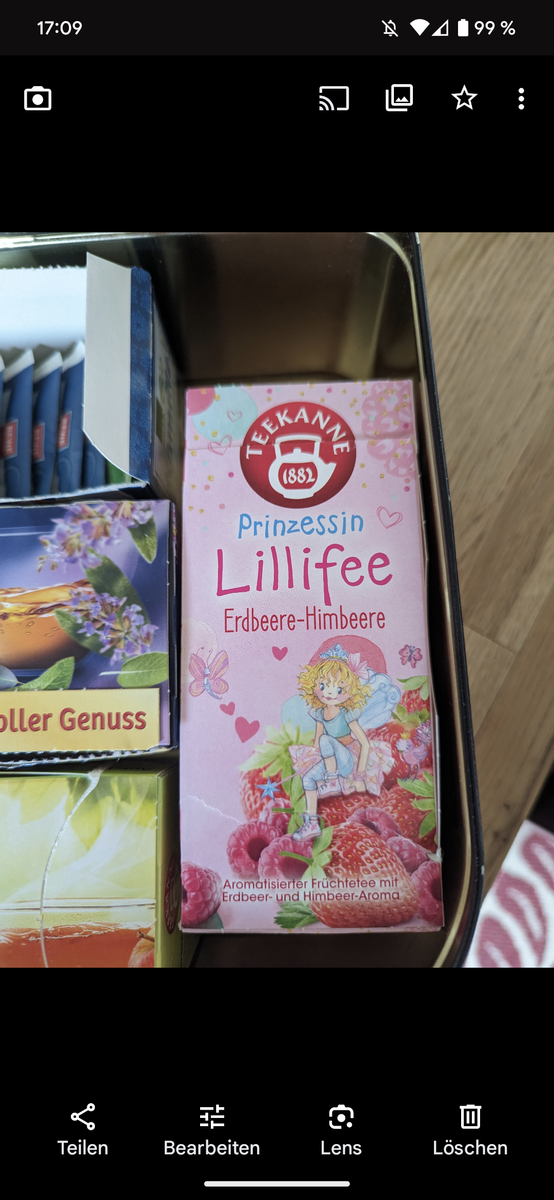 17:09
99 %
TEEKANNE
1882
Prinzessin
Lillifee
Erdbeere-Himbeere
oller Genuss
Aromatisierter Früchtetee mit
Erdbeer- und Himbeer-Aroma
Teilen
Bearbeiten
Lens
Löschen